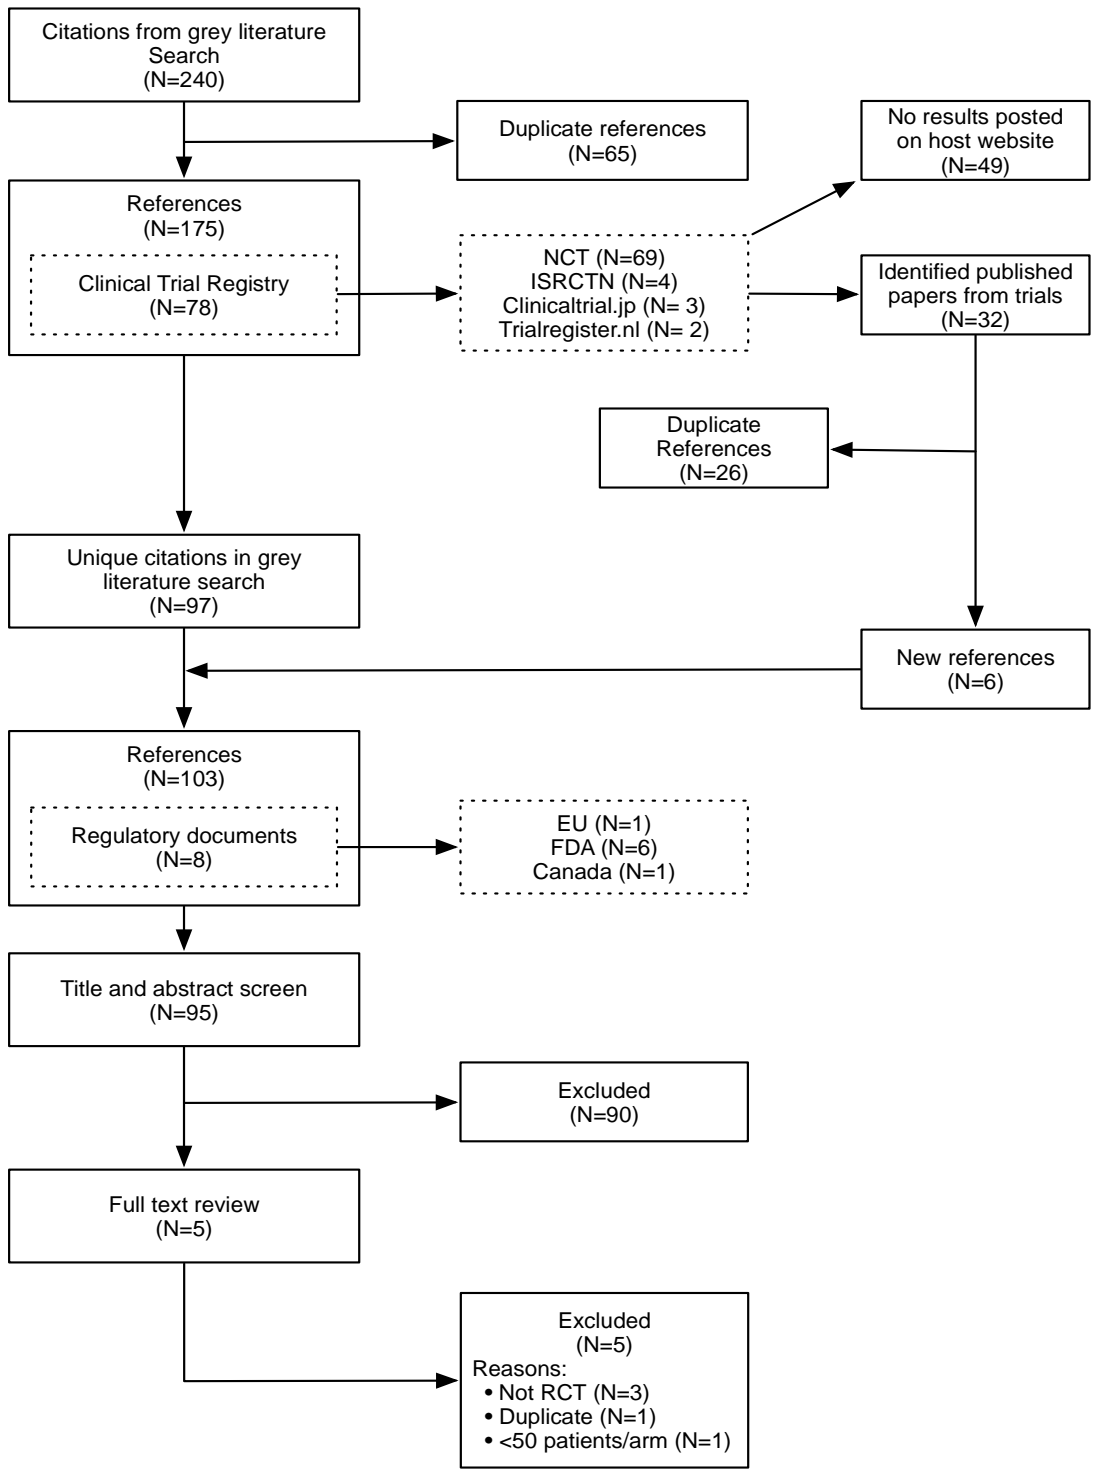 Citations from grey literature
Search
(N=240)
Duplicate references
(N=65)
No results posted
on host website
(N=49)
References
(N=175)
Clinical Trial Registry
(N=78)
NCT (N=69)
ISRCTN (N=4)
Clinicaltrial.jp (N= 3)
Trialregister.nl (N= 2)
Identified published
papers from trials
(N=32)
Duplicate
References
(N=26)
Unique citations in grey
literature search
(N=97)
New references
(N=6)
References
(N=103)
Regulatory documents
(N=8)
EU (N=1)
FDA (N=6)
Canada (N=1)
Title and abstract screen
(N=95)
Excluded
(N=90)
Full text review
(N=5)
Excluded
(N=5)
Reasons:
• Not RCT (N=3)
• Duplicate (N=1)
• <50 patients/arm (N=1)